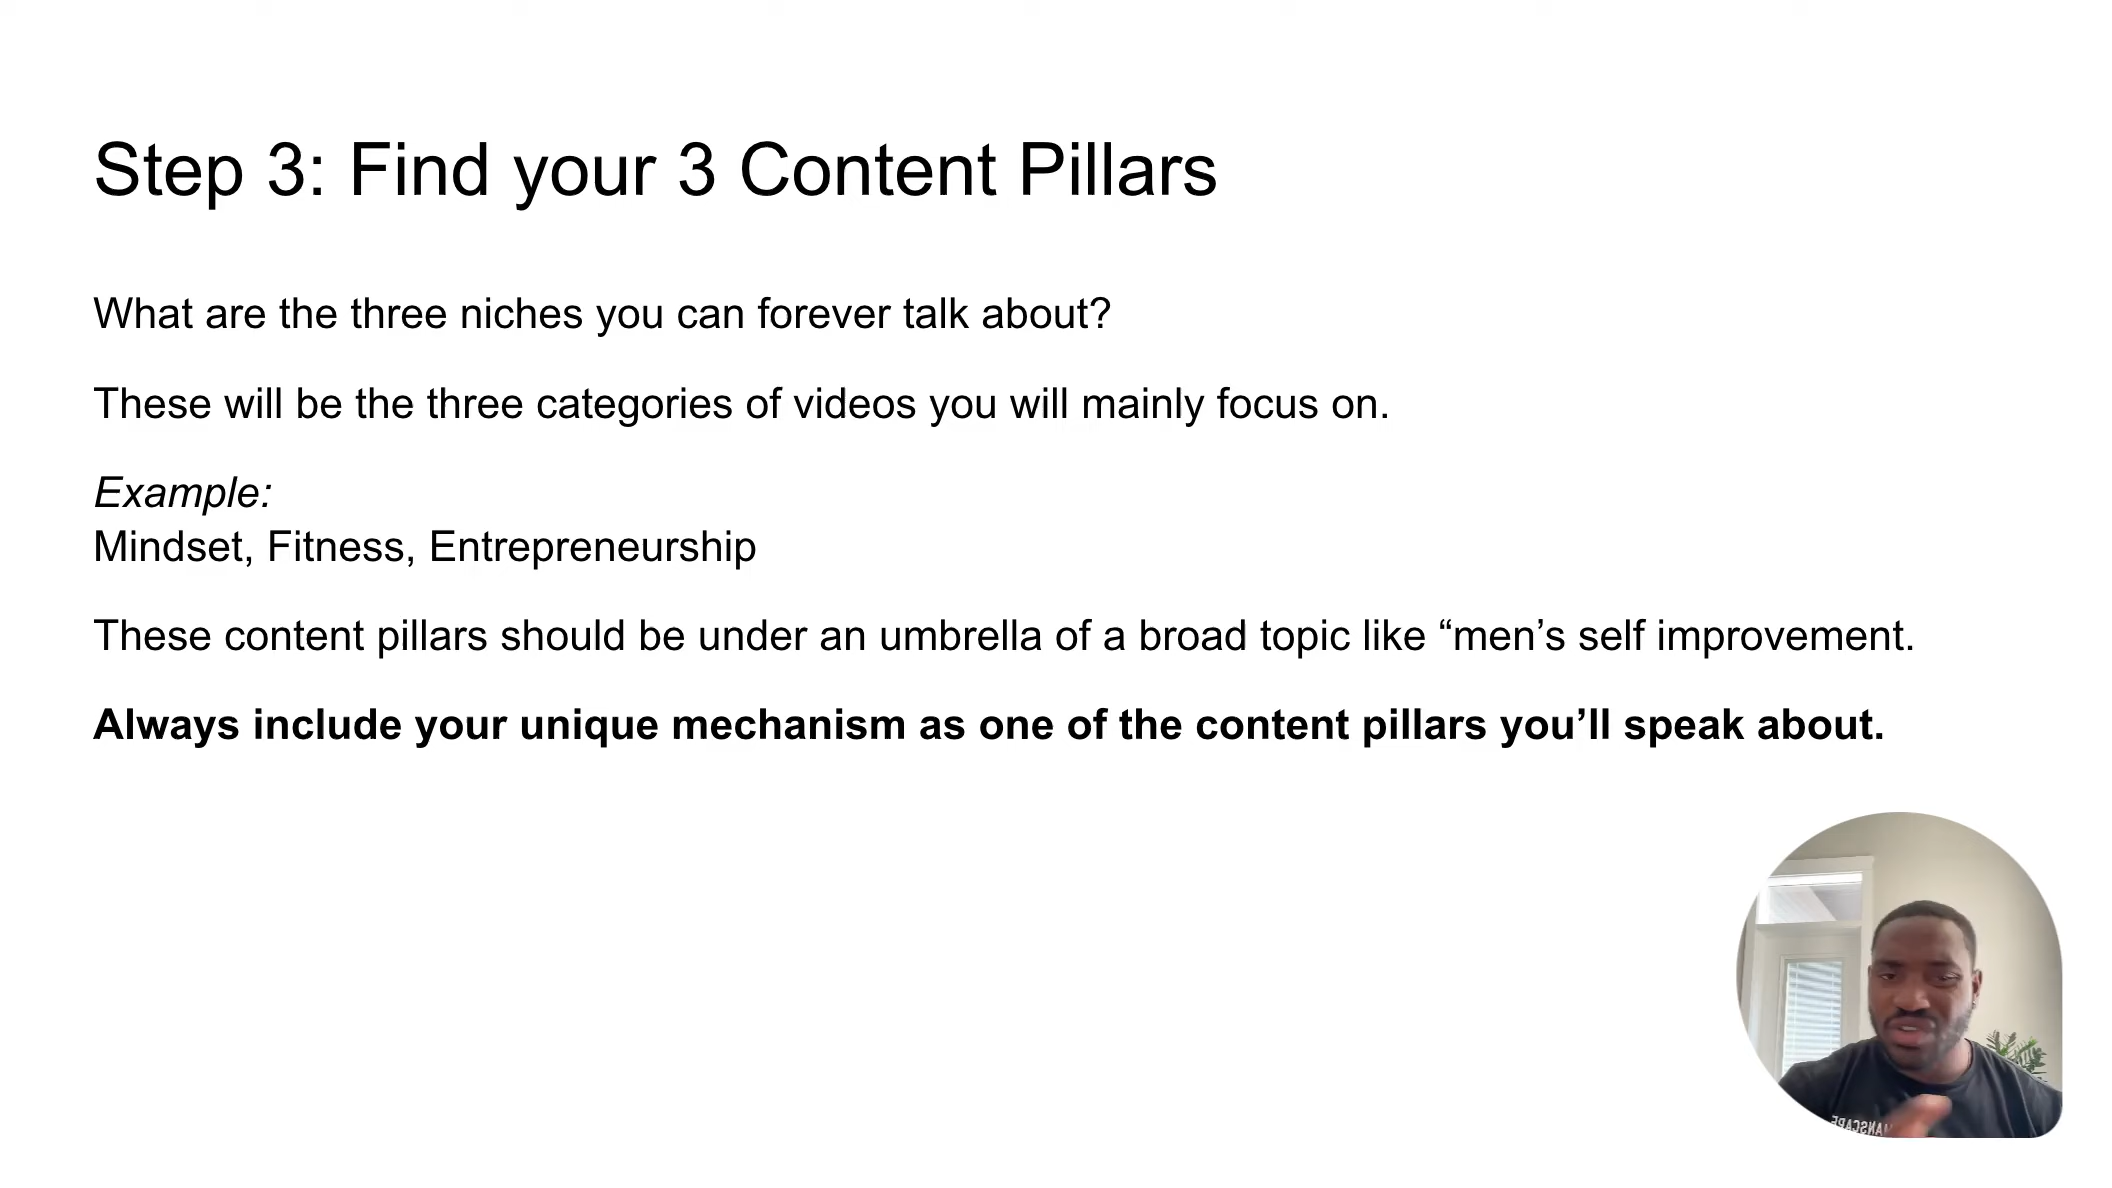 Step 3: Find your 3 Content Pillars
What are the three niches you can forever talk about?
These will be the three categories of videos you will mainly focus on.
Example:
Mindset, Fitness, Entrepreneurship
These content pillars should be under an umbrella of a broad topic like “men’s self improvement.
Always include your unique mechanism as one of the content pillars you’ll speak about.